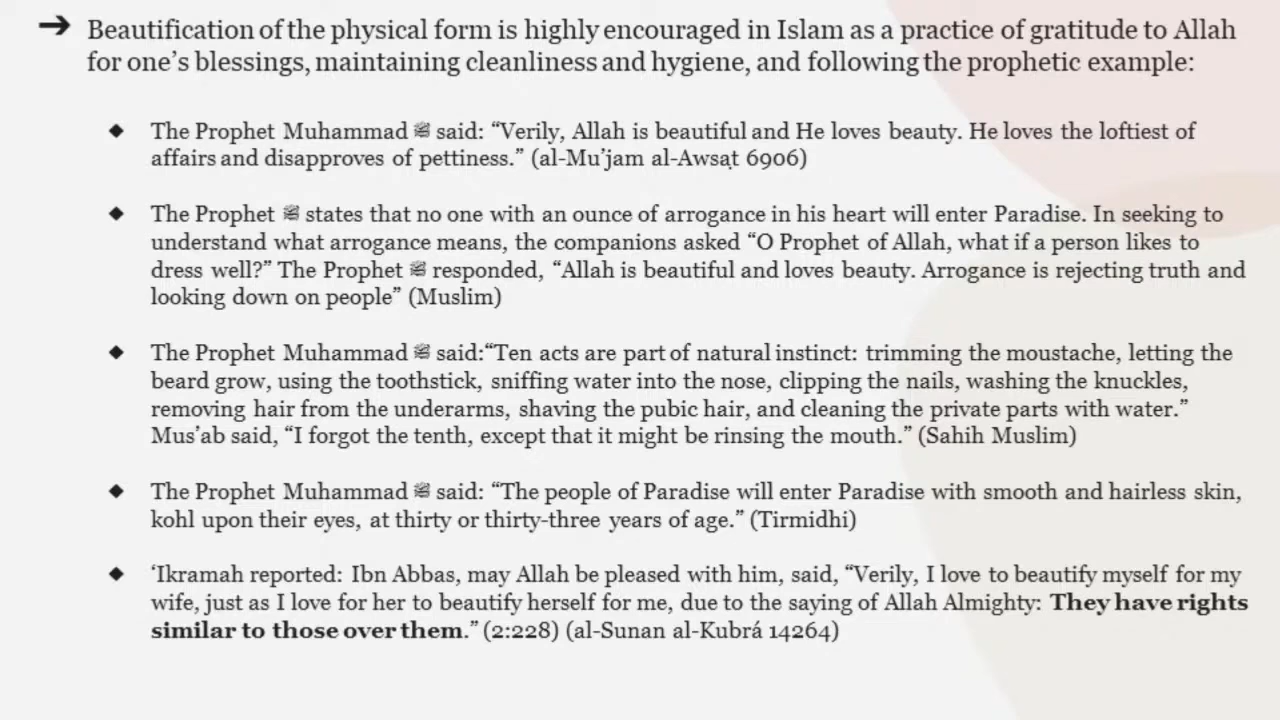 ➔ Beautification of the physical form is highly encouraged in Islam as a practice of gratitude to Allah
for one’s blessings, maintaining cleanliness and hygiene, and following the prophetic example:
◆ The Prophet Muhammad ﷺ said: “Verily, Allah is beautiful and He loves beauty. He loves the loftiest of
affairs and disapproves of pettiness.” (al-Mu’jam al-Awsaṭ 6906)
◆ The Prophet ﷺ states that no one with an ounce of arrogance in his heart will enter Paradise. In seeking to
understand what arrogance means, the companions asked “O Prophet of Allah, what if a person likes to
dress well?” The Prophet ﷺ responded, “Allah is beautiful and loves beauty. Arrogance is rejecting truth and
looking down on people” (Muslim)
◆ The Prophet Muhammad ﷺ said:“Ten acts are part of natural instinct: trimming the moustache, letting the
beard grow, using the toothstick, sniffing water into the nose, clipping the nails, washing the knuckles,
removing hair from the underarms, shaving the pubic hair, and cleaning the private parts with water.”
Mus’ab said, “I forgot the tenth, except that it might be rinsing the mouth.” (Sahih Muslim)
◆ The Prophet Muhammad ﷺ said: “The people of Paradise will enter Paradise with smooth and hairless skin,
kohl upon their eyes, at thirty or thirty-three years of age.” (Tirmidhi)
◆ ‘Ikramah reported: Ibn Abbas, may Allah be pleased with him, said, “Verily, I love to beautify myself for my
wife, just as I love for her to beautify herself for me, due to the saying of Allah Almighty: They have rights
similar to those over them.” (2:228) (al-Sunan al-Kubrá 14264)